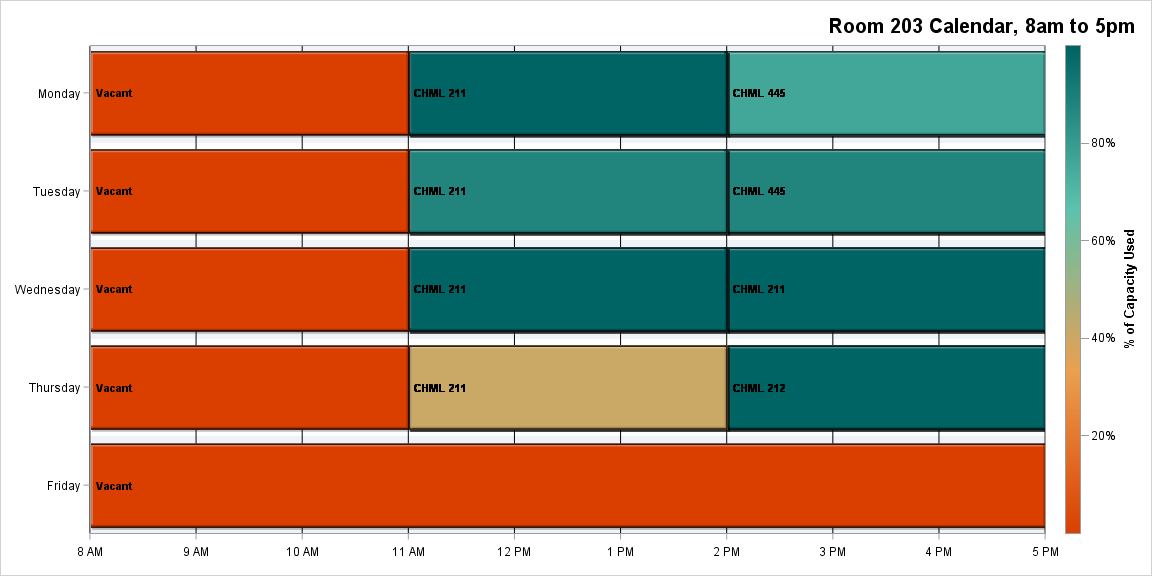 Room 203 Calendar, 8am to 5pm
Monday
Vacant
CHML 211
CHML 445
Tuesday
Vacant
CHML 211
CHML 445
Wednesday
Vacant
CHML 211
CHML 211
Thursday
Vacant
CHML 211
CHML 212
Friday
Vacant
8 AM
9 AM
10 AM
11 AM
12 PM
1 PM
2 PM
3 PM
4 PM
5 PM
80%
60%
40%
20%
% of Capacity Used